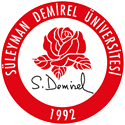 SÜLEYMAN DEMİREL ÜNİVERSİTESİ
S. Demirel
1992